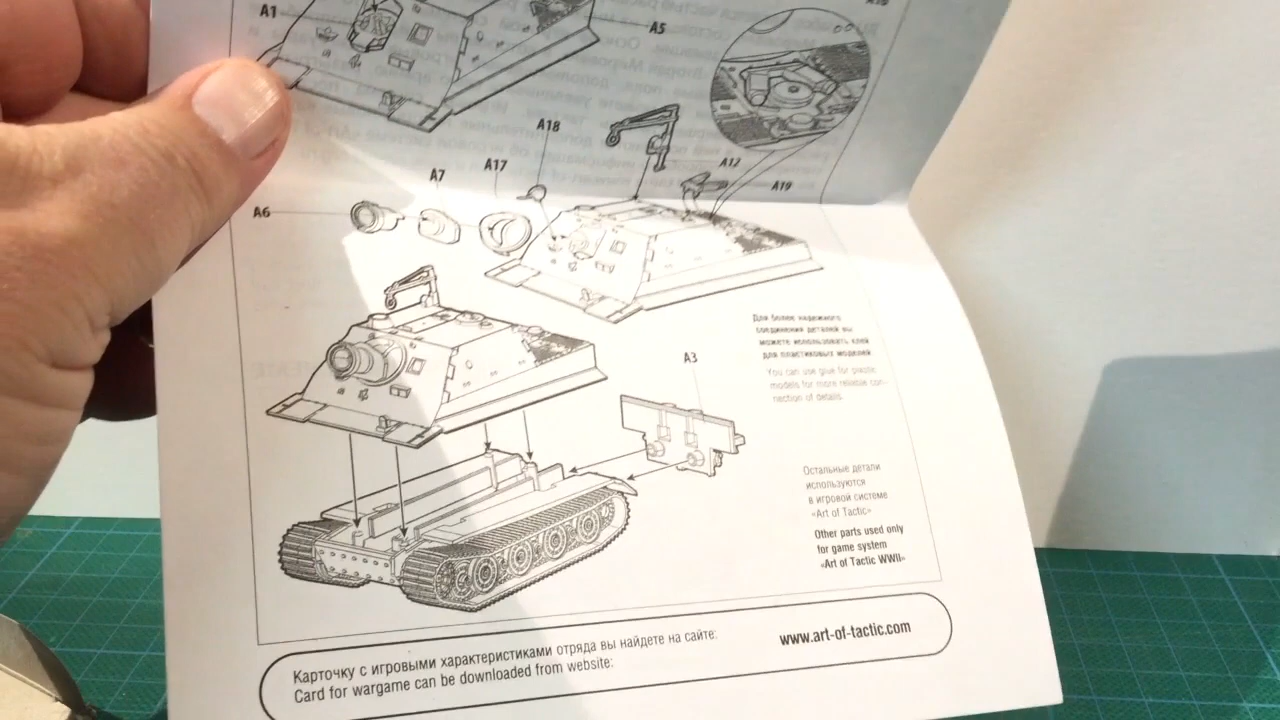 A1
A5
A18
A17
A12
A7
A19
A6
Для более надежного
соединения деталей вы
можете использовать клей
для пластиковых моделей
A3
You can use glue for plastic
models for more reliable con-
nection of details.
Остальные детали
используются
в игровой системе
«Art of Tactic»
Other parts used only
for game system
«Art of Tactic WWII»
Карточку с игровыми характеристиками отряда вы найдете на сайте:
Card for wargame can be downloaded from website:
www.art-of-tactic.com